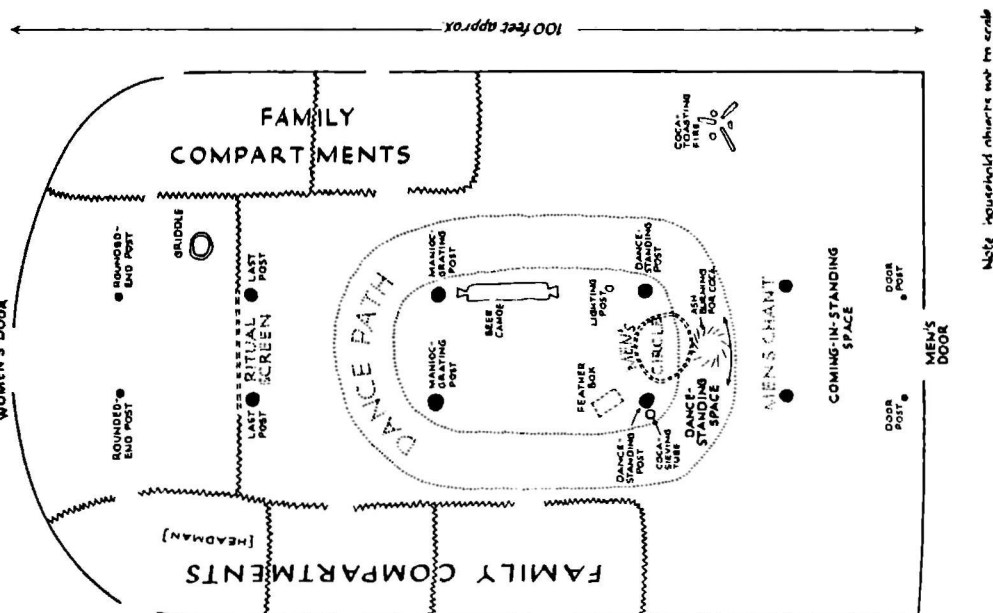 100 feet approx
Note household objects not to scale
WOMEN'S DOOR
FAMILY
COMPARTMENTS
COCA-
TOASTING
FIRE
ROUNDED-
END POST
GRIDDLE
LAST
POST
MANIOC-
GRATING
POST
DANCE-
STANDING
POST
BEER
CANOE
LIGHTING
POST
ASH
BURNING
FOR COCA
DOOR
POST
RITUAL
SCREEN
DANCE PATH
MEN'S
CIRCLE
MEN'S CHANT
COMING-IN-STANDING
SPACE
MEN'S
DOOR
ROUNDED-
END POST
LAST
POST
MANIOC-
GRATING
POST
FEATHER
BOX
DANCE-
STANDING
SPACE
DANCE-
STANDING
POST
COCA-
SIEVING
TUBE
DOOR
POST
[HEADMAN]
FAMILY COMPARTMENTS